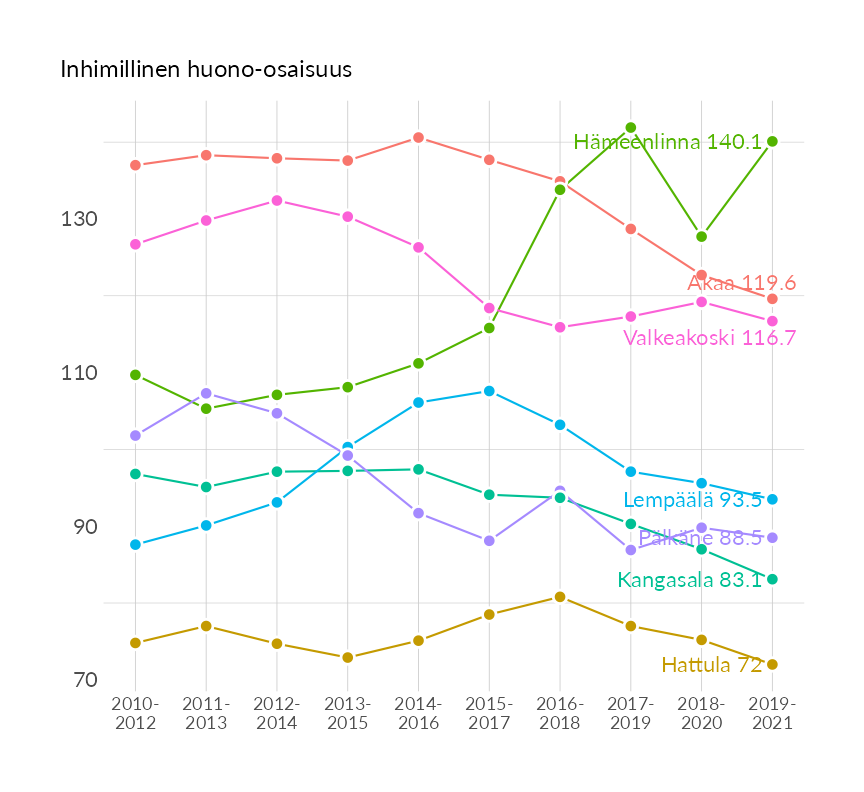 Inhimillinen huono-osaisuus
Hämeenlinna 140.1
130
Akaa 119.6
Valkeakoski 116.7
110
Lempäälä 93.5
90
Pälkäne 88.5
Kangasala 83.1
Hattula 72
70
2010- 2011- 2012- 2013- 2014- 2015- 2016- 2017- 2018- 2019-
2012 2013 2014 2015 2016 2017 2018 2019 2020 2021